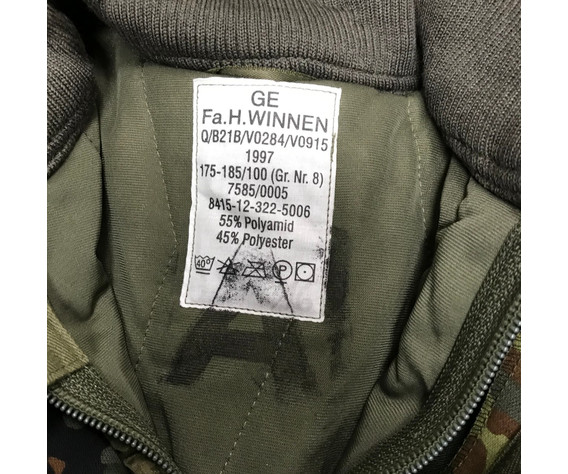 GE
Fa.H.WINNEN
Q/B21B/V0284/V0915
1997
175-185/100 (Gr. Nr. 8)
7585/0005
8415-12-322-5006
55% Polyamid
45% Polyester
40° P
A